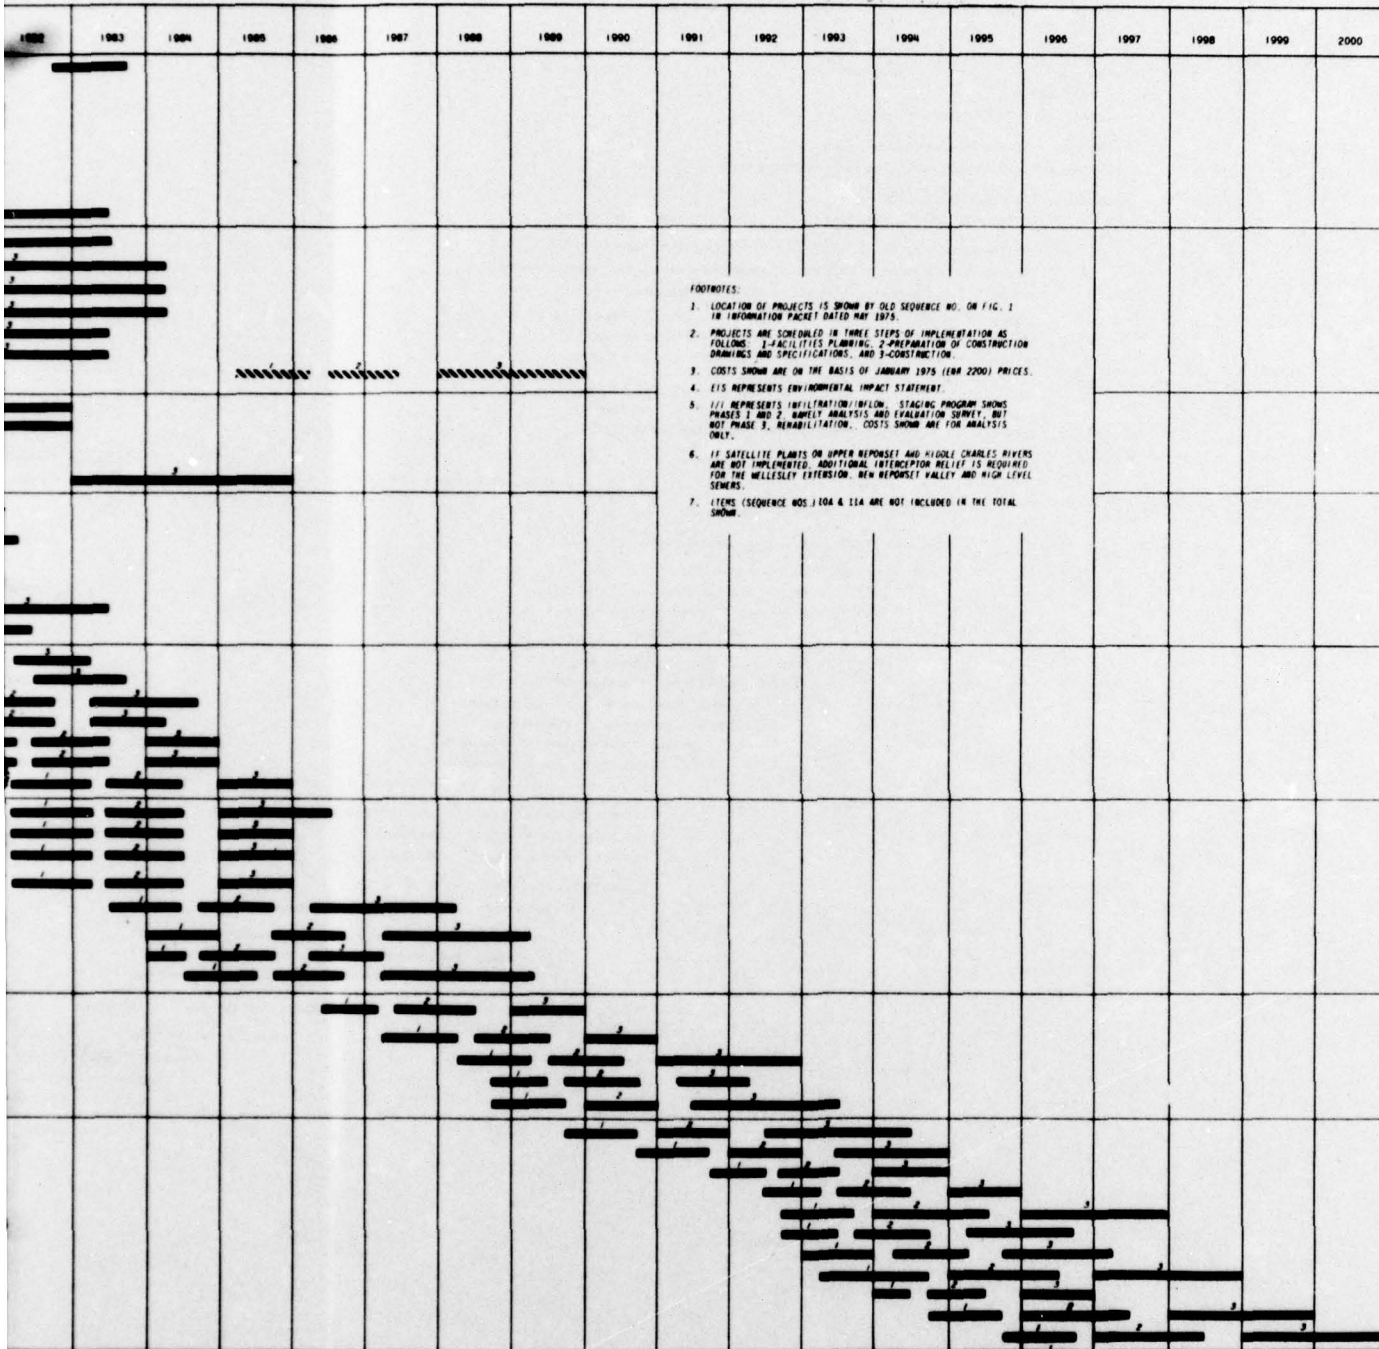 1982 1983 1984 1985 1986 1987 1988 1989 1990 1991 1992 1993 1994 1995 1996 1997 1998 1999 2000
FOOTNOTES:
1. LOCATION OF PROJECTS IS SHOWN BY OLD SEQUENCE NO. ON FIG. 1
IN INFORMATION PACKET DATED MAY 1975.
2. PROJECTS ARE SCHEDULED IN THREE STEPS OF IMPLEMENTATION AS
FOLLOWS: 1-FACILITIES PLANNING, 2-PREPARATION OF CONSTRUCTION
DRAWINGS AND SPECIFICATIONS, AND 3-CONSTRUCTION.
3. COSTS SHOWN ARE ON THE BASIS OF JANUARY 1975 (ENR 2200) PRICES.
4. EIS REPRESENTS ENVIRONMENTAL IMPACT STATEMENT.
5. I/I REPRESENTS INFILTRATION/INFLOW. STAGING PROGRAM SHOWS
PHASES 1 AND 2, NAMELY ANALYSIS AND EVALUATION SURVEY, BUT
NOT PHASE 3, REHABILITATION. COSTS SHOWN ARE FOR ANALYSIS
ONLY.
6. IF SATELLITE PLANTS ON UPPER NEPONSET AND MIDDLE CHARLES RIVERS
ARE NOT IMPLEMENTED, ADDITIONAL INTERCEPTOR RELIEF IS REQUIRED
FOR THE WELLESLEY EXTENSION, NEW NEPONSET VALLEY AND HIGH LEVEL
SEWERS.
7. ITEMS (SEQUENCE NOS.) 10A & 11A ARE NOT INCLUDED IN THE TOTAL
SHOWN.